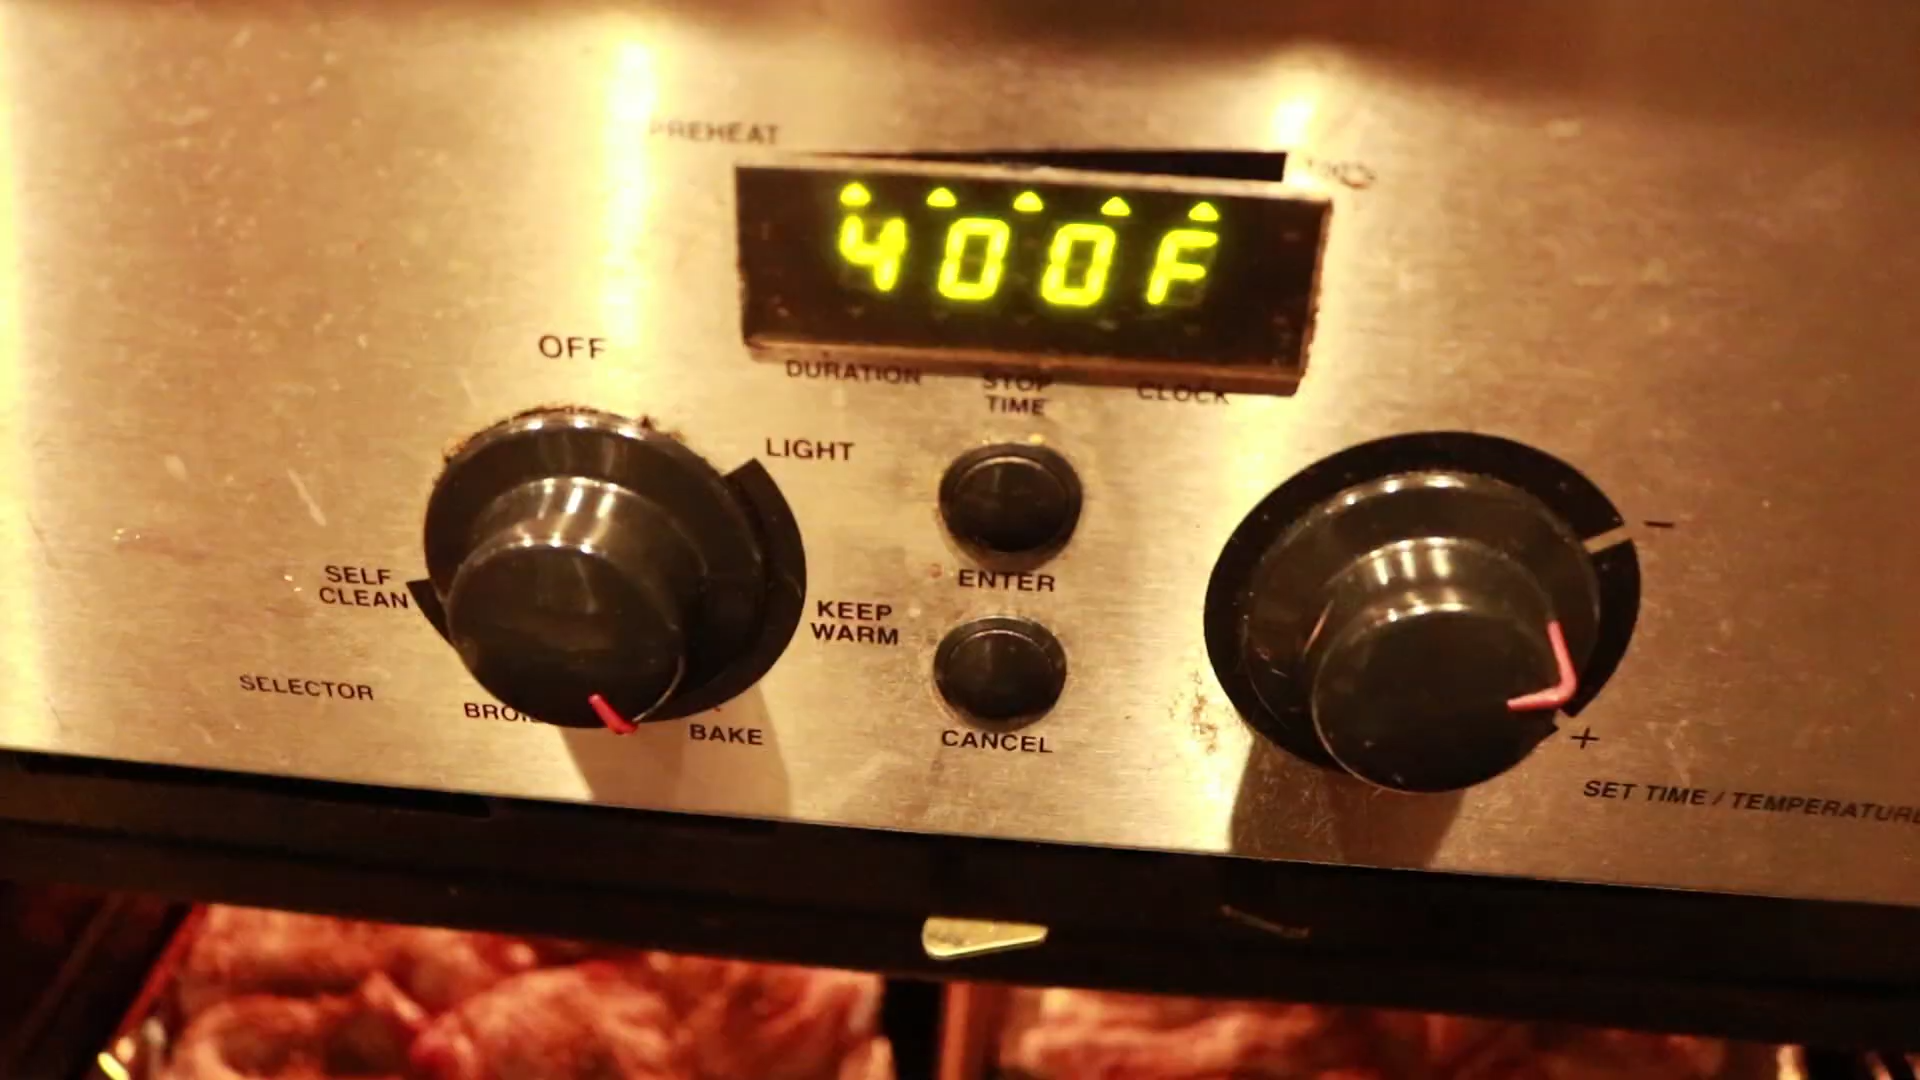 PREHEAT
400F
DURATION
STOP
TIME
CLOCK
OFF
LIGHT
SELF
CLEAN
ENTER
KEEP
WARM
SELECTOR
BROIL
BAKE
CANCEL
−
+
SET TIME / TEMPERATURE